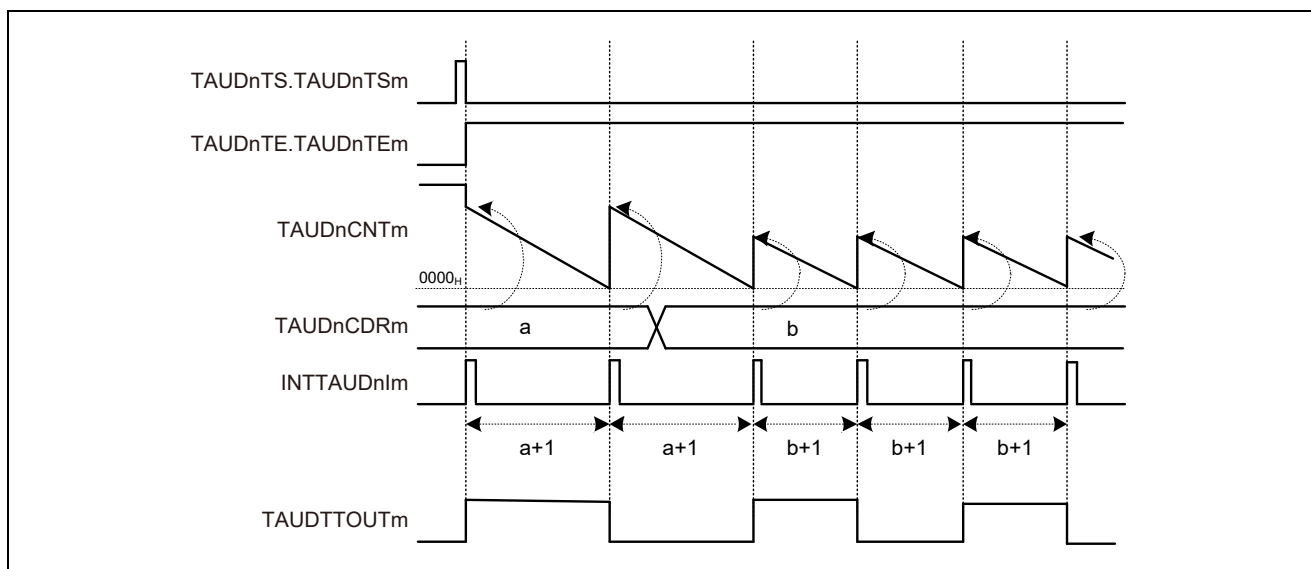 TAUDnTS.TAUDnTSm
TAUDnTE.TAUDnTEm
TAUDnCNTm
0000H
TAUDnCDRm
a
b
INTTAUDnIm
a+1
a+1
b+1
b+1
b+1
TAUDTTOUTm